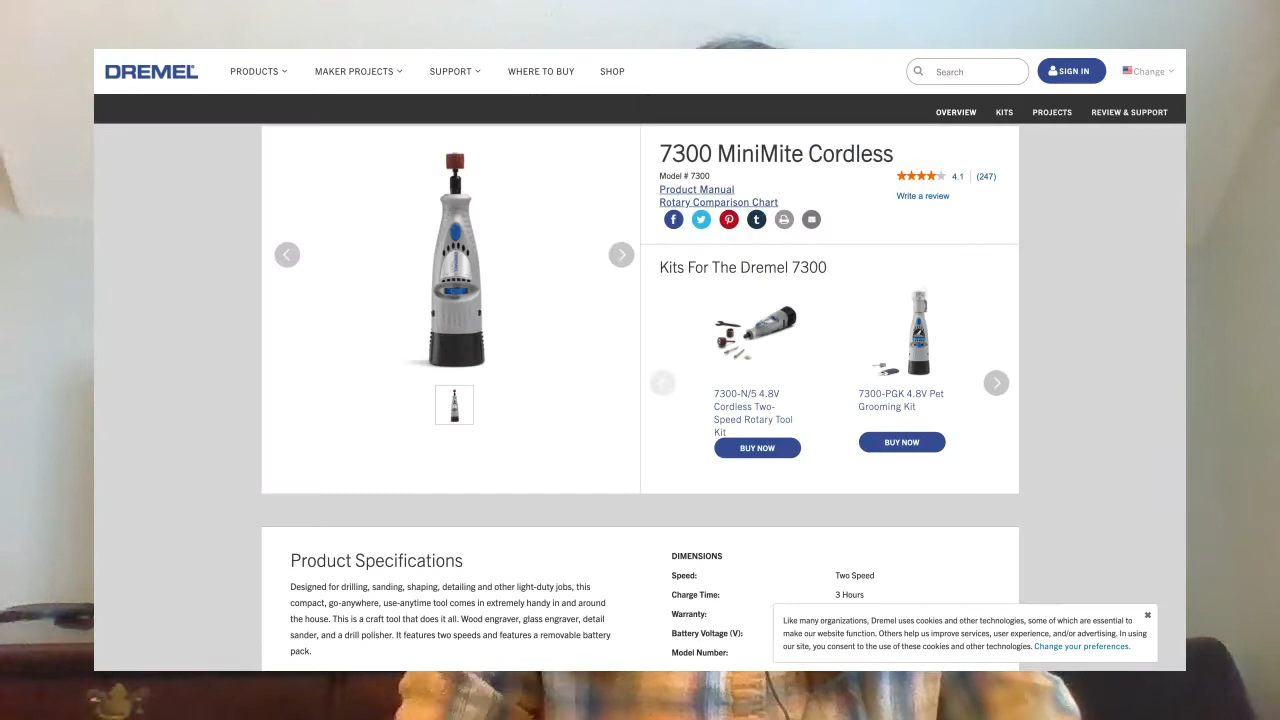 DREMEL
PRODUCTS
MAKER PROJECTS
SUPPORT
WHERE TO BUY
SHOP
Search
SIGN IN
Change
OVERVIEW
KITS
PROJECTS
REVIEW & SUPPORT
7300 MiniMite Cordless
Model # 7300
4.1
(247)
Product Manual
Write a review
Rotary Comparison Chart
Kits For The Dremel 7300
7300-N/5 4.8V
Cordless Two-
Speed Rotary Tool
Kit
BUY NOW
7300-PGK 4.8V Pet
Grooming Kit
BUY NOW
Product Specifications
Designed for drilling, sanding, shaping, detailing and other light-duty jobs, this
compact, go-anywhere, use-anytime tool comes in extremely handy in and around
the house. This is a craft tool that does it all. Wood engraver, glass engraver, detail
sander, and a drill polisher. It features two speeds and features a removable battery
pack.
DIMENSIONS
Speed: Two Speed
Charge Time: 3 Hours
Warranty:
Battery Voltage (V):
Model Number:
Like many organizations, Dremel uses cookies and other technologies, some of which are essential to
make our website function. Others help us improve services, user experience, and/or advertising. In using
our site, you consent to the use of these cookies and other technologies. Change your preferences.